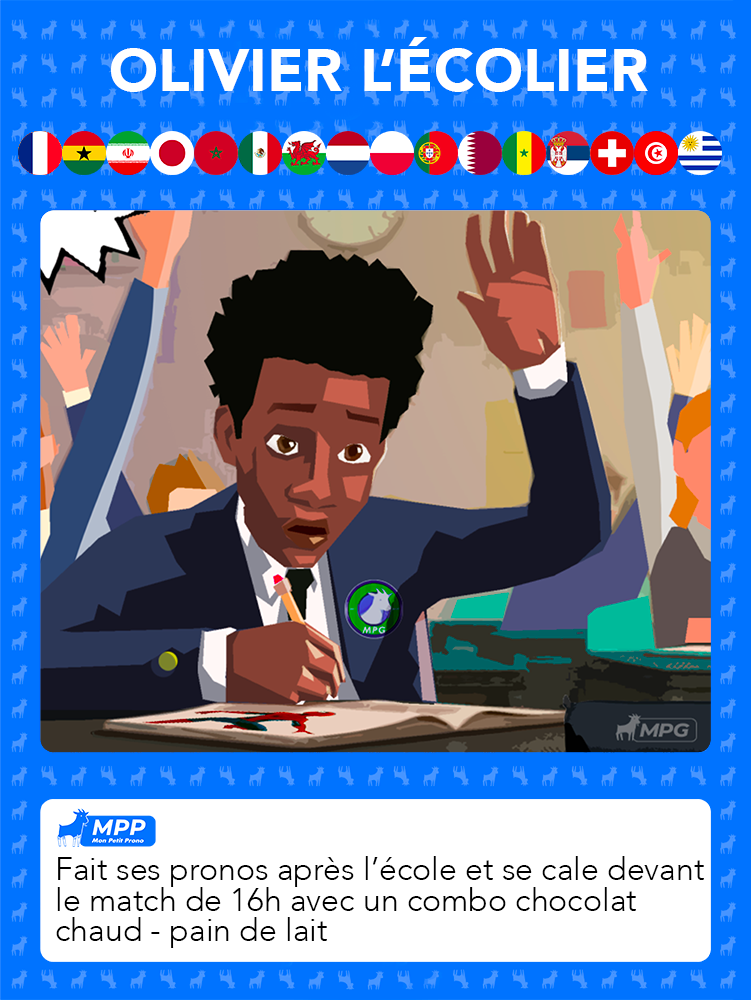 OLIVIER L'ÉCOLIER
MPG
MPG
MPP
Mon Petit Prono
Fait ses pronos après l'école et se cale devant
le match de 16h avec un combo chocolat
chaud - pain de lait